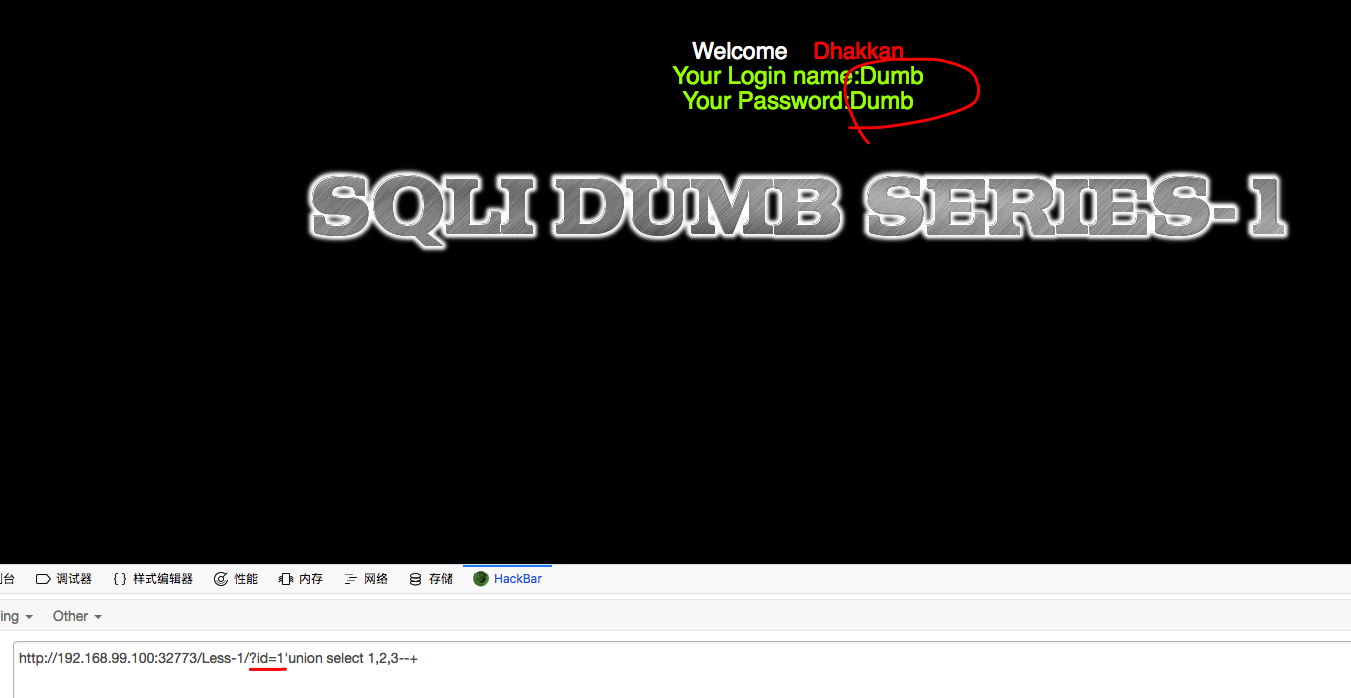 Welcome Dhakkan
Your Login name:Dumb
Your Password:Dumb
SQLI DUMB SERIES-1
台 调试器 { } 样式编辑器 性能 内存 网络 存储 HackBar
ing Other
http://192.168.99.100:32773/Less-1/?id=1'union select 1,2,3--+